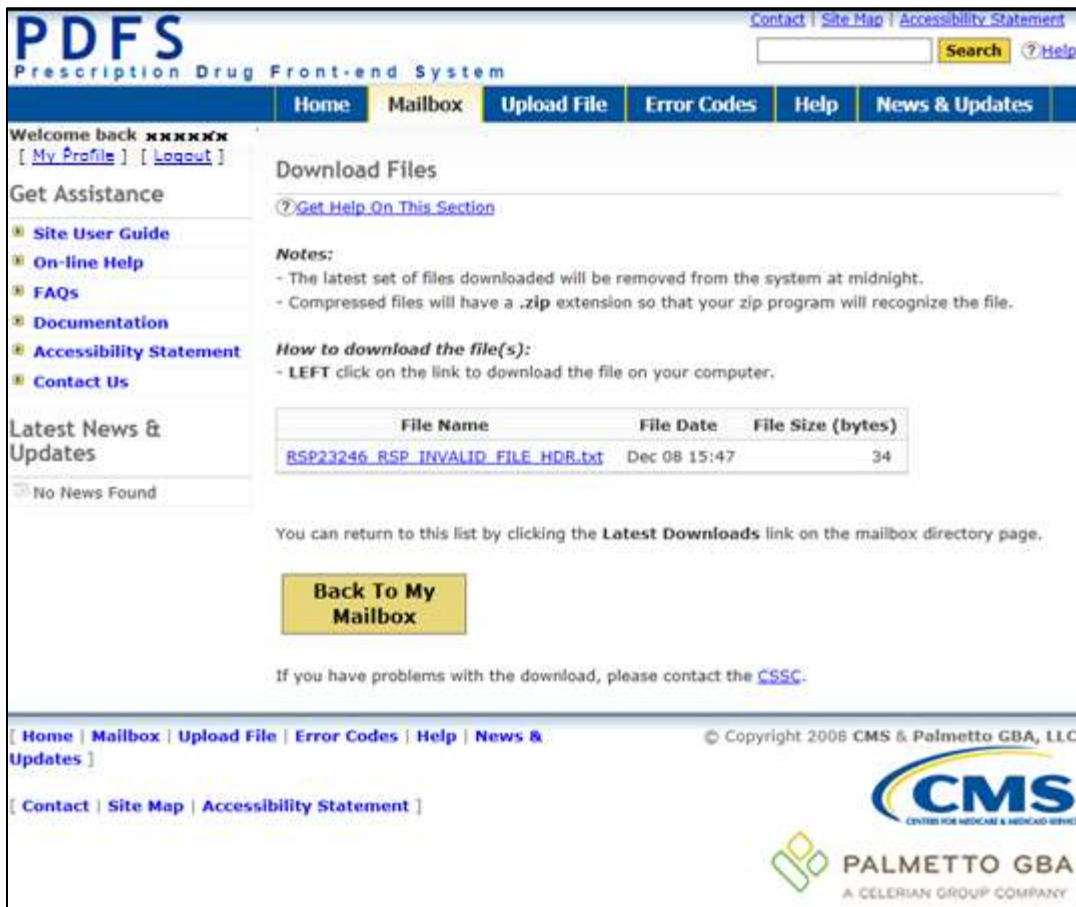 Contact | Site Map | Accessibility Statement
PDFS
Prescription Drug Front-end System
Search ?Help
Home Mailbox Upload File Error Codes Help News & Updates
Welcome back xxxxxx
[ My Profile ] [ Logout ]
Get Assistance
Site User Guide
On-line Help
FAQs
Documentation
Accessibility Statement
Contact Us
Latest News &
Updates
No News Found
Download Files
?Get Help On This Section
Notes:
- The latest set of files downloaded will be removed from the system at midnight.
- Compressed files will have a .zip extension so that your zip program will recognize the file.
How to download the file(s):
- LEFT click on the link to download the file on your computer.
File Name File Date File Size (bytes)
RSP23246_RSP_INVALID_FILE_HDR.txt Dec 08 15:47 34
You can return to this list by clicking the Latest Downloads link on the mailbox directory page.
Back To My
Mailbox
If you have problems with the download, please contact the CSSC.
[ Home | Mailbox | Upload File | Error Codes | Help | News &
Updates ]
[ Contact | Site Map | Accessibility Statement ]
© Copyright 2008 CMS & Palmetto GBA, LLC
CMS
CENTERS FOR MEDICARE & MEDICAID SERVIC
PALMETTO GBA
A CELERIAN GROUP COMPANY